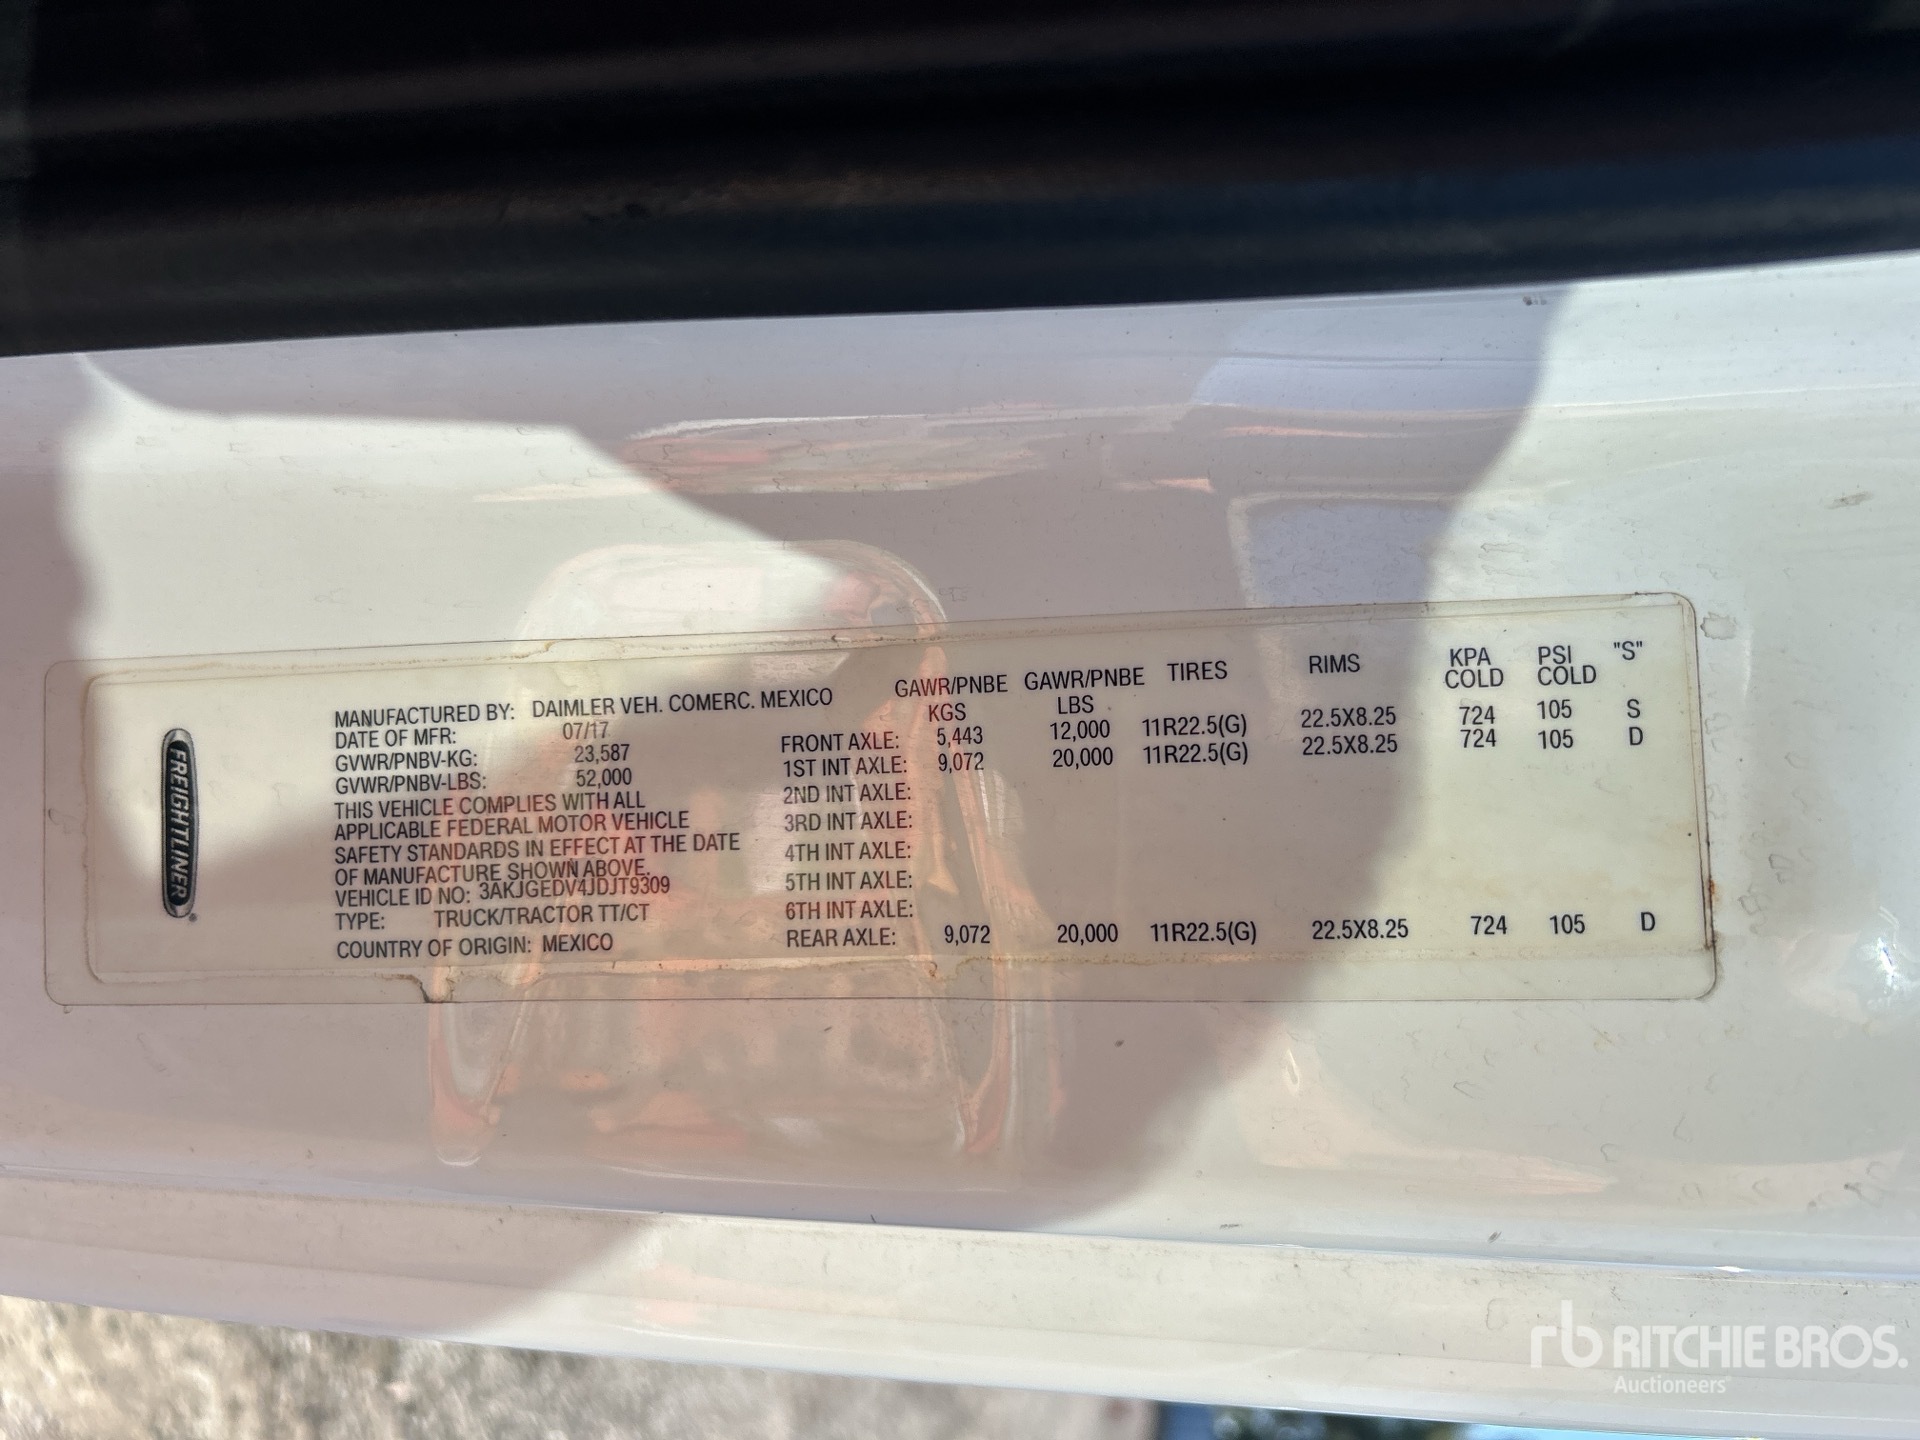 FREIGHTLINER®
MANUFACTURED BY: DAIMLER VEH. COMERC. MEXICO
DATE OF MFR: 07/17
GVWR/PNBV-KG: 23,587
GVWR/PNBV-LBS: 52,000
THIS VEHICLE COMPLIES WITH ALL
APPLICABLE FEDERAL MOTOR VEHICLE
SAFETY STANDARDS IN EFFECT AT THE DATE
OF MANUFACTURE SHOWN ABOVE.
VEHICLE ID NO: 3AKJGEDV4JDJT9309
TYPE: TRUCK/TRACTOR TT/CT
COUNTRY OF ORIGIN: MEXICO
GAWR/PNBE KGS GAWR/PNBE LBS TIRES RIMS KPA COLD PSI COLD "S"
FRONT AXLE: 5,443 12,000 11R22.5(G) 22.5X8.25 724 105 S
1ST INT AXLE: 9,072 20,000 11R22.5(G) 22.5X8.25 724 105 D
2ND INT AXLE:
3RD INT AXLE:
4TH INT AXLE:
5TH INT AXLE:
6TH INT AXLE:
REAR AXLE: 9,072 20,000 11R22.5(G) 22.5X8.25 724 105 D
rb RITCHIE BROS.
Auctioneers